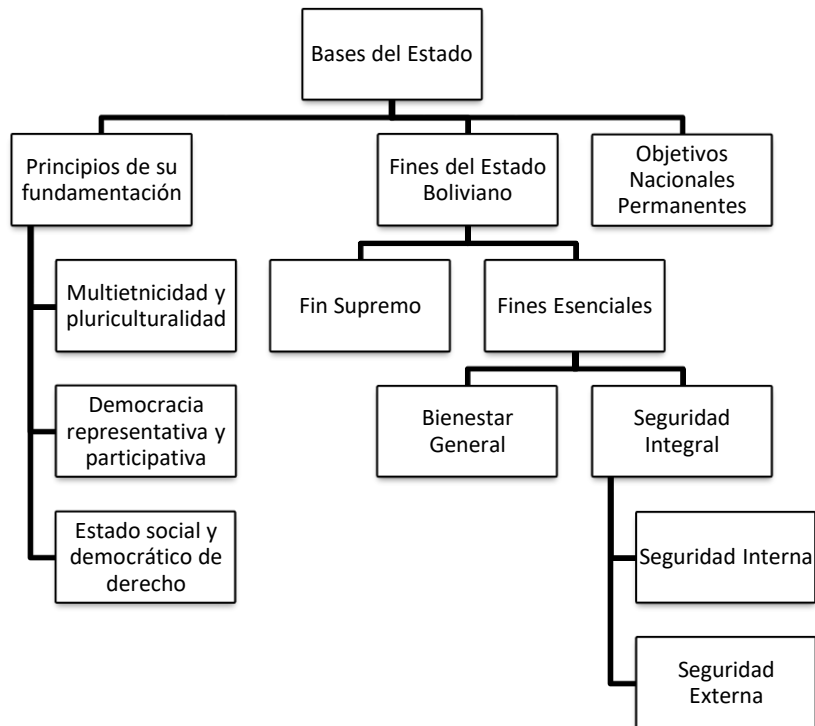 Bases del Estado
Principios de su
fundamentación
Fines del Estado
Boliviano
Objetivos
Nacionales
Permanentes
Multietnicidad y
pluriculturalidad
Fin Supremo
Fines Esenciales
Democracia
representativa y
participativa
Bienestar
General
Seguridad
Integral
Estado social y
democrático de
derecho
Seguridad Interna
Seguridad
Externa